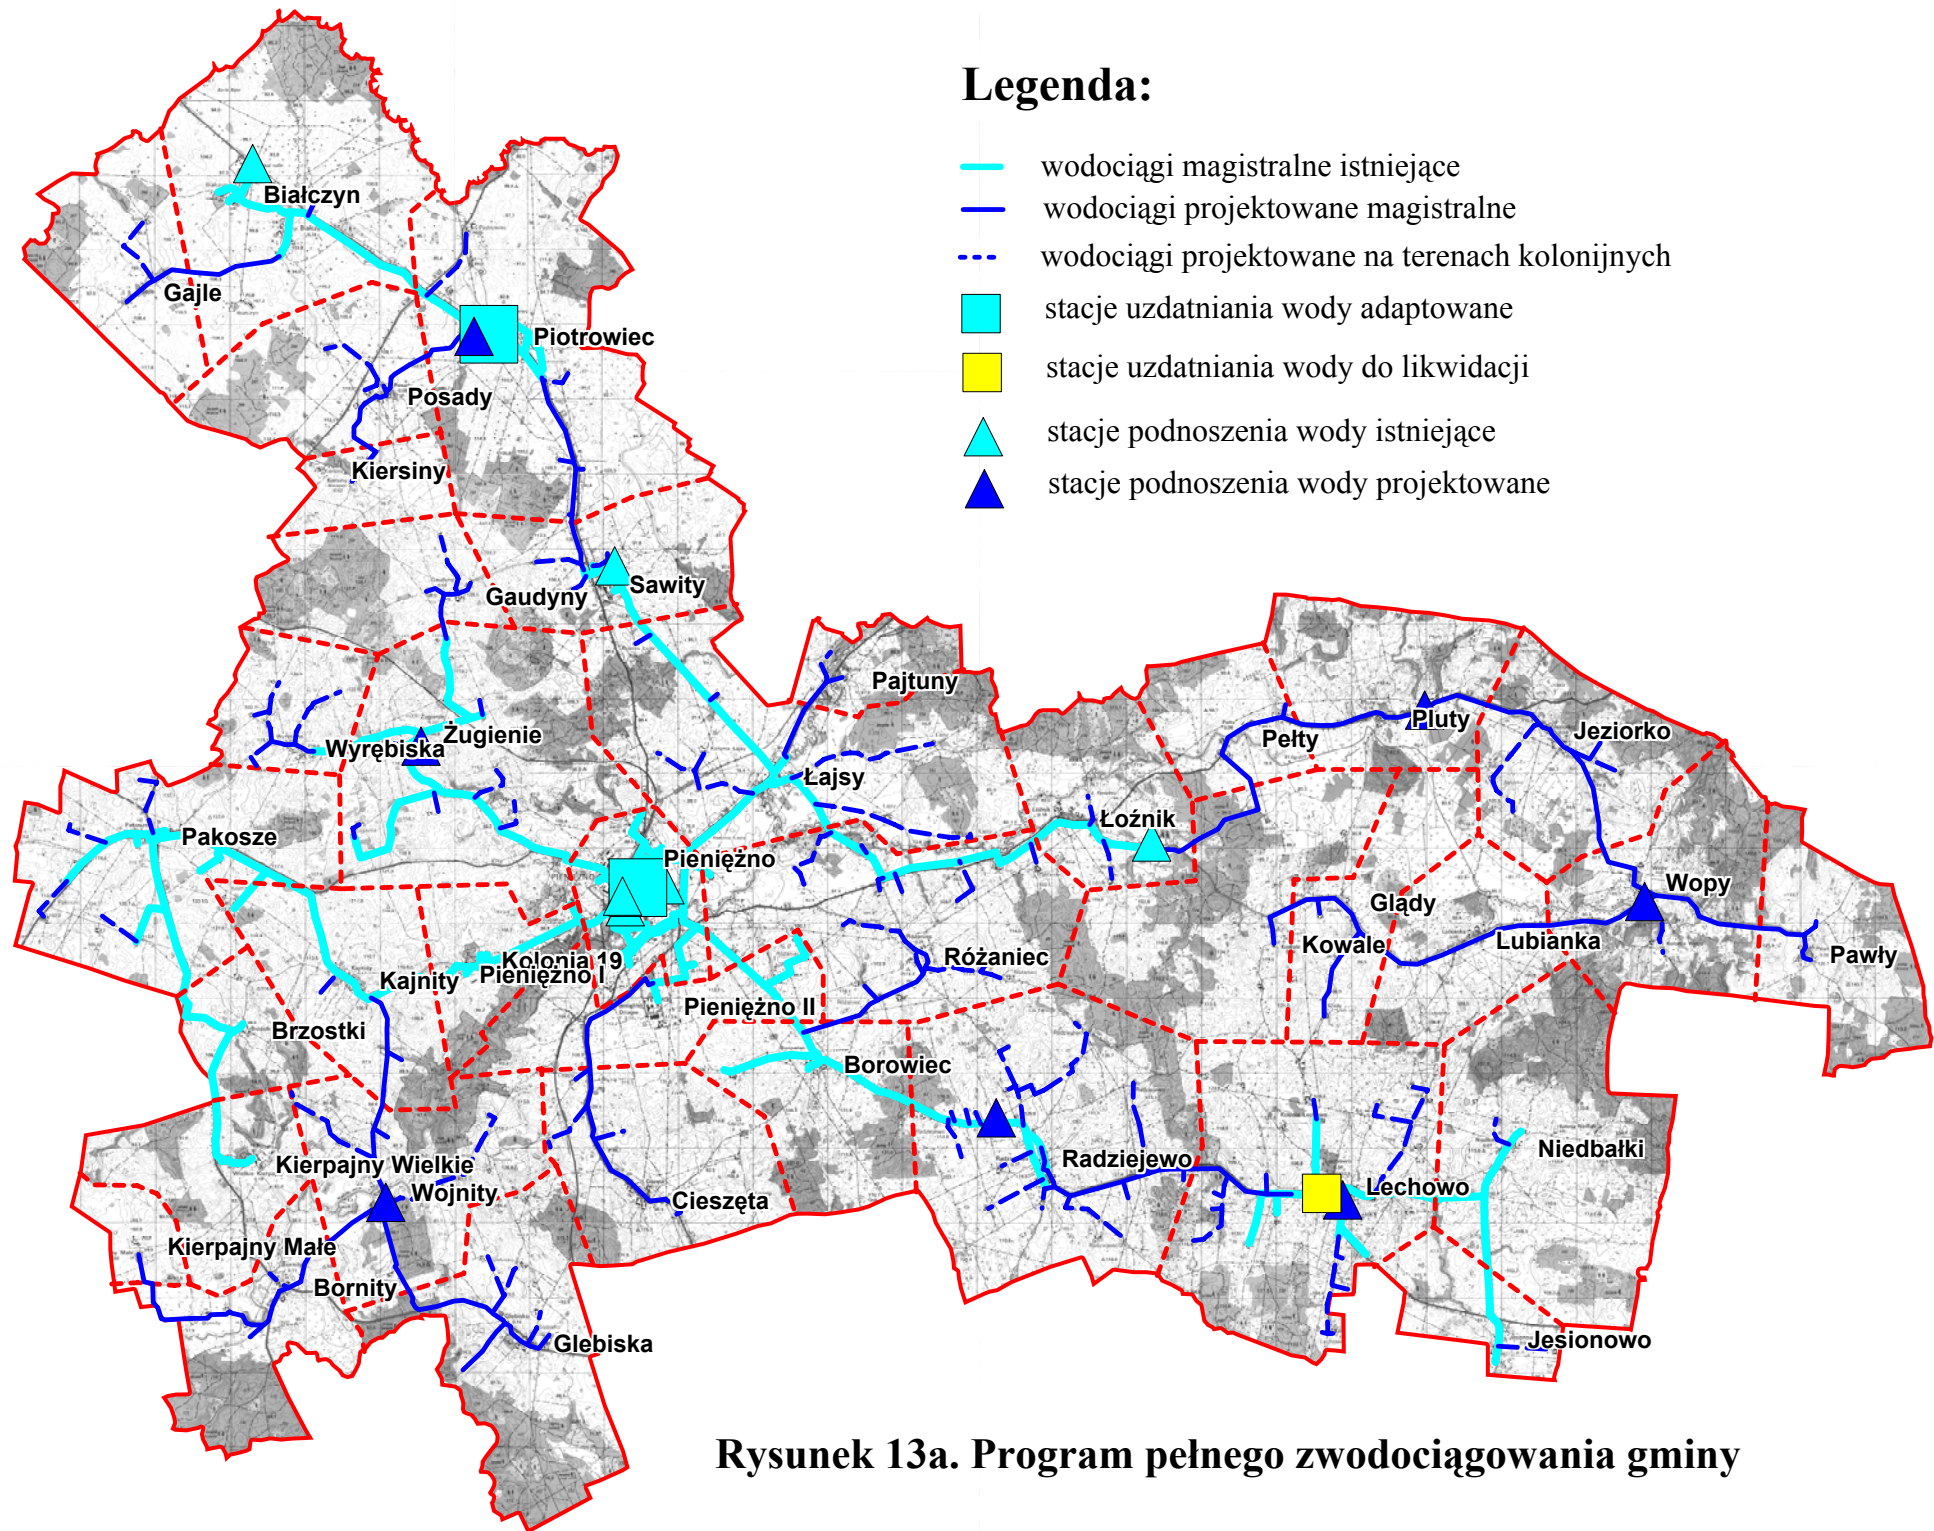 Legenda:
wodociągi magistralne istniejące
wodociągi projektowane magistralne
wodociągi projektowane na terenach kolonijnych
stacje uzdatniania wody adaptowane
stacje uzdatniania wody do likwidacji
stacje podnoszenia wody istniejące
stacje podnoszenia wody projektowane
Białczyn
Gajle
Piotrowiec
Posady
Kiersiny
Gaudyny
Sawity
Pajtuny
Pluty
Jeziorko
Pełty
Żugienie
Wyrębiska
Łajsy
Łoźnik
Pakosze
Pieniężno
Wopy
Glądy
Kowale
Lubianka
Pawły
Różaniec
Kolonia 19
Pieniężno I
Kajnity
Pieniężno II
Brzostki
Borowiec
Niedbałki
Radziejewo
Kierpajny Wielkie
Wojnity
Lechowo
Cieszęta
Kierpajny Małe
Bornity
Glebiska
Jesionowo
Rysunek 13a. Program pełnego zwodociągowania gminy